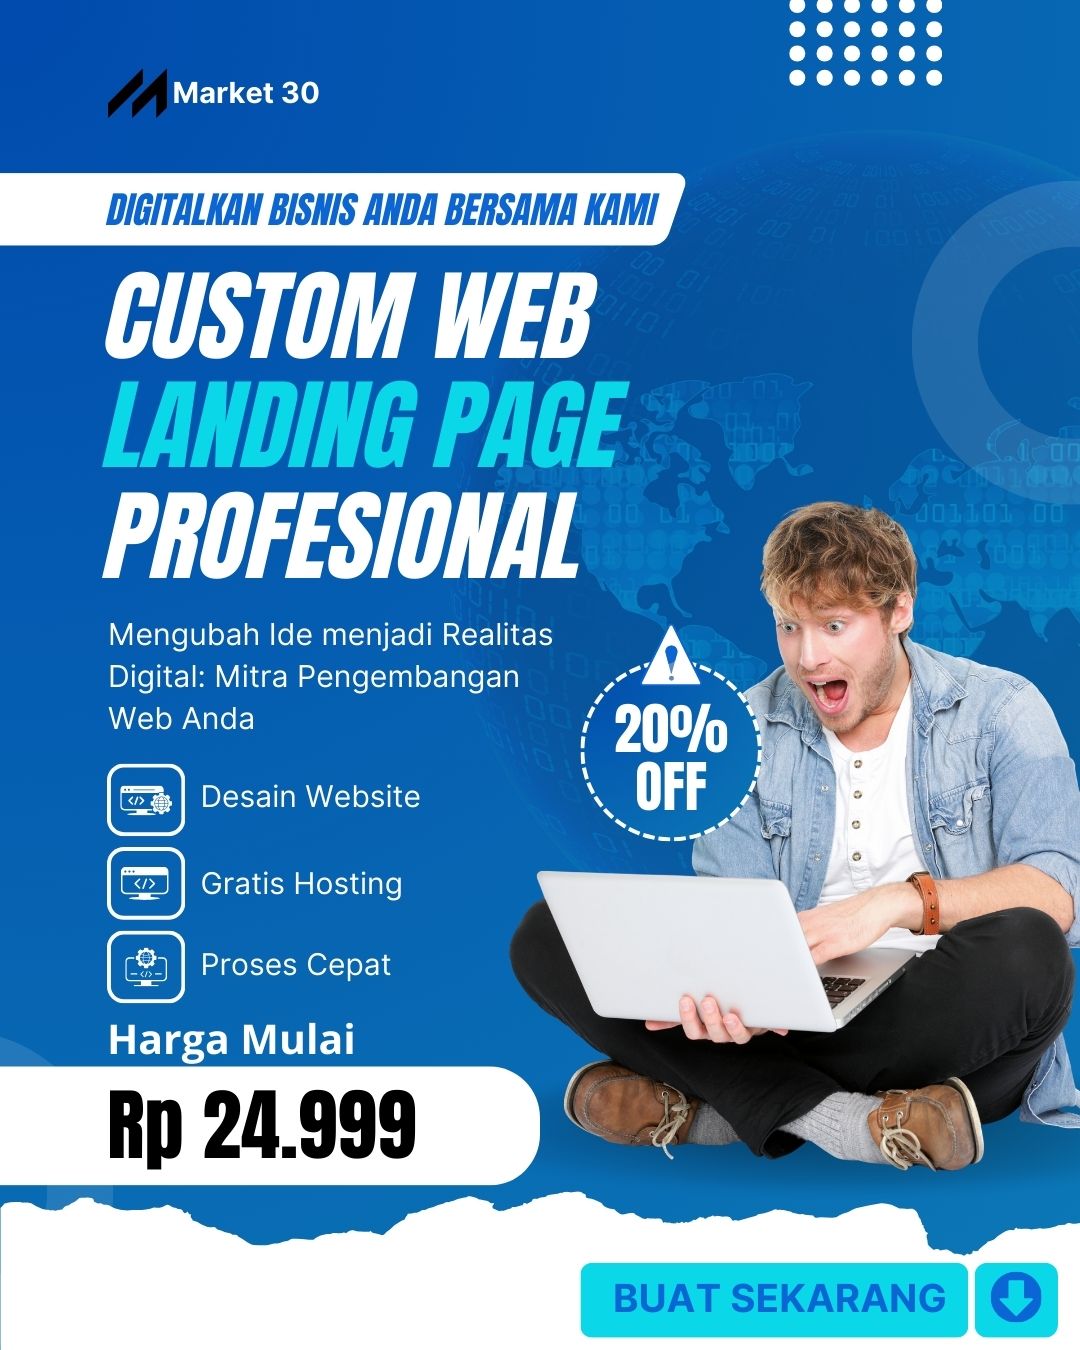 Market 30
DIGITALKAN BISNIS ANDA BERSAMA KAMI
CUSTOM WEB
LANDING PAGE
PROFESIONAL
Mengubah Ide menjadi Realitas
Digital: Mitra Pengembangan
Web Anda
20%
OFF
Desain Website
Gratis Hosting
Proses Cepat
Harga Mulai
Rp 24.999
BUAT SEKARANG